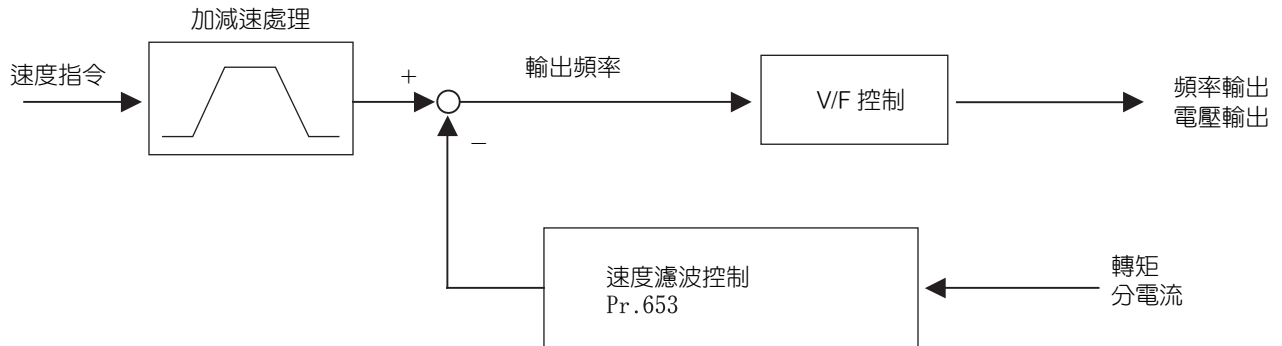 加減速處理
速度指令
+
輸出頻率
V/F 控制
頻率輸出
電壓輸出
−
速度濾波控制
Pr.653
轉矩
分電流